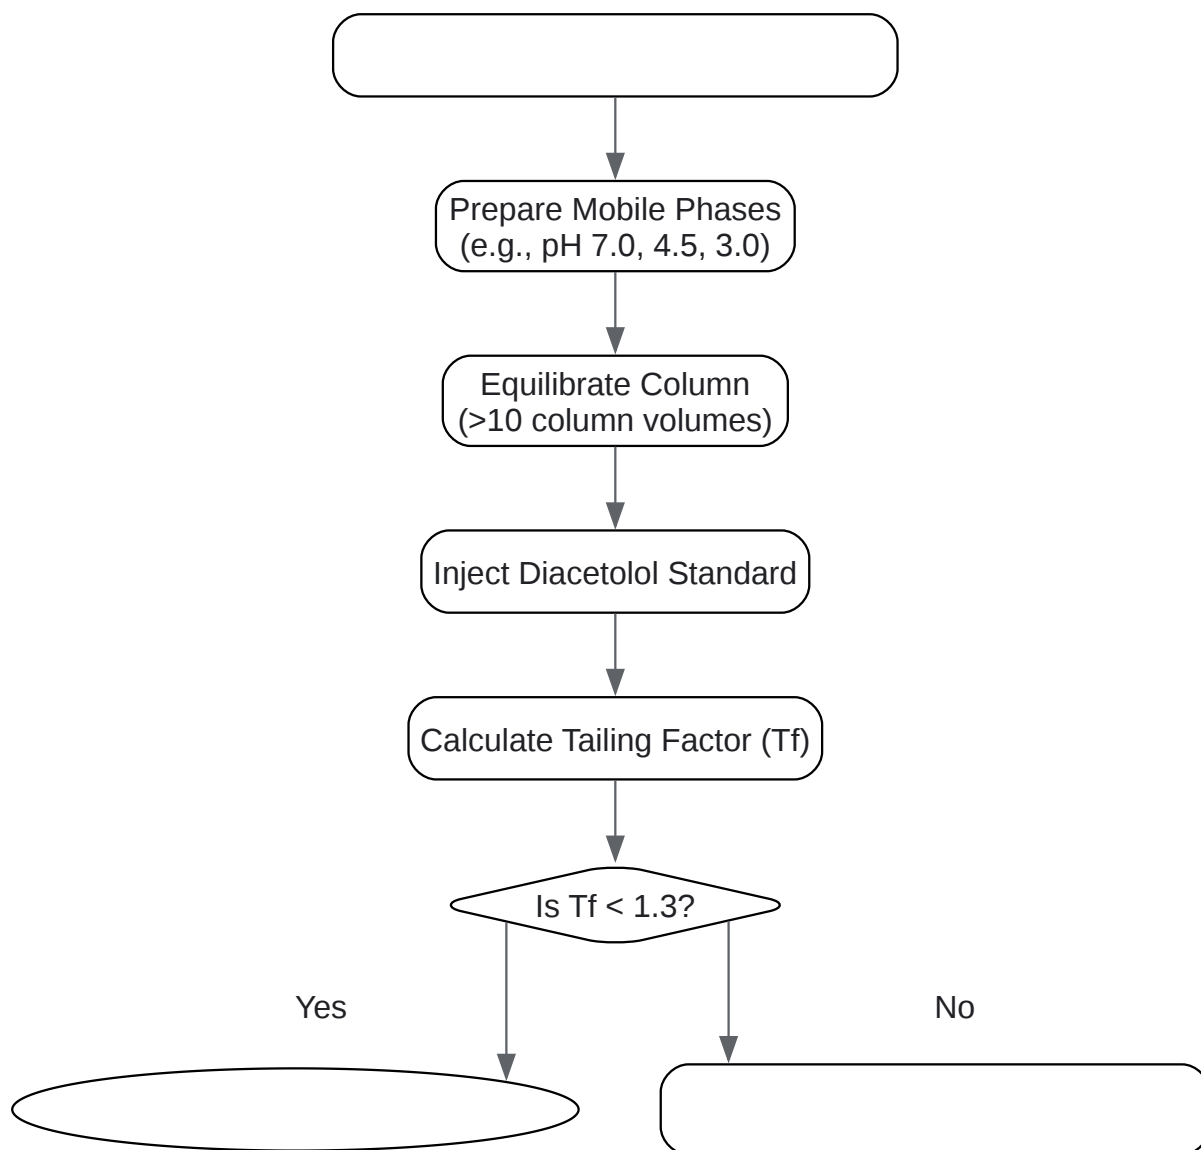 Prepare Mobile Phases
(e.g., pH 7.0, 4.5, 3.0)
Equilibrate Column
(>10 column volumes)
Inject Diacetolol Standard
Calculate Tailing Factor (Tf)
Is Tf < 1.3?
Yes
No